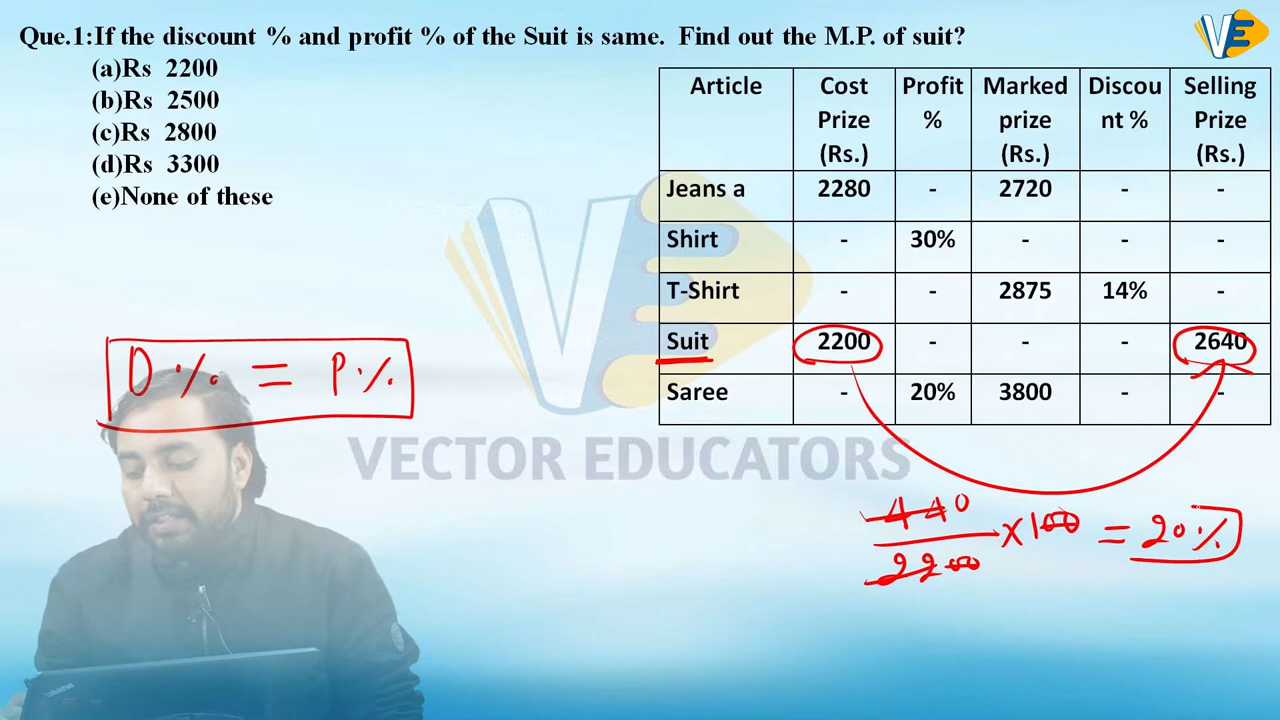 Que.1:If the discount % and profit % of the Suit is same. Find out the M.P. of suit?
(a)Rs 2200
(b)Rs 2500
(c)Rs 2800
(d)Rs 3300
(e)None of these
VE
Article Cost Prize (Rs.) Profit % Marked prize (Rs.) Discou nt % Selling Prize (Rs.)
Jeans a 2280 - 2720 - -
Shirt - 30% - - -
T-Shirt - - 2875 14% -
Suit 2200 - - - 2640
Saree - 20% 3800 - -
D % = P %
VE
VECTOR EDUCATORS
440
2200 × 100 = 20%